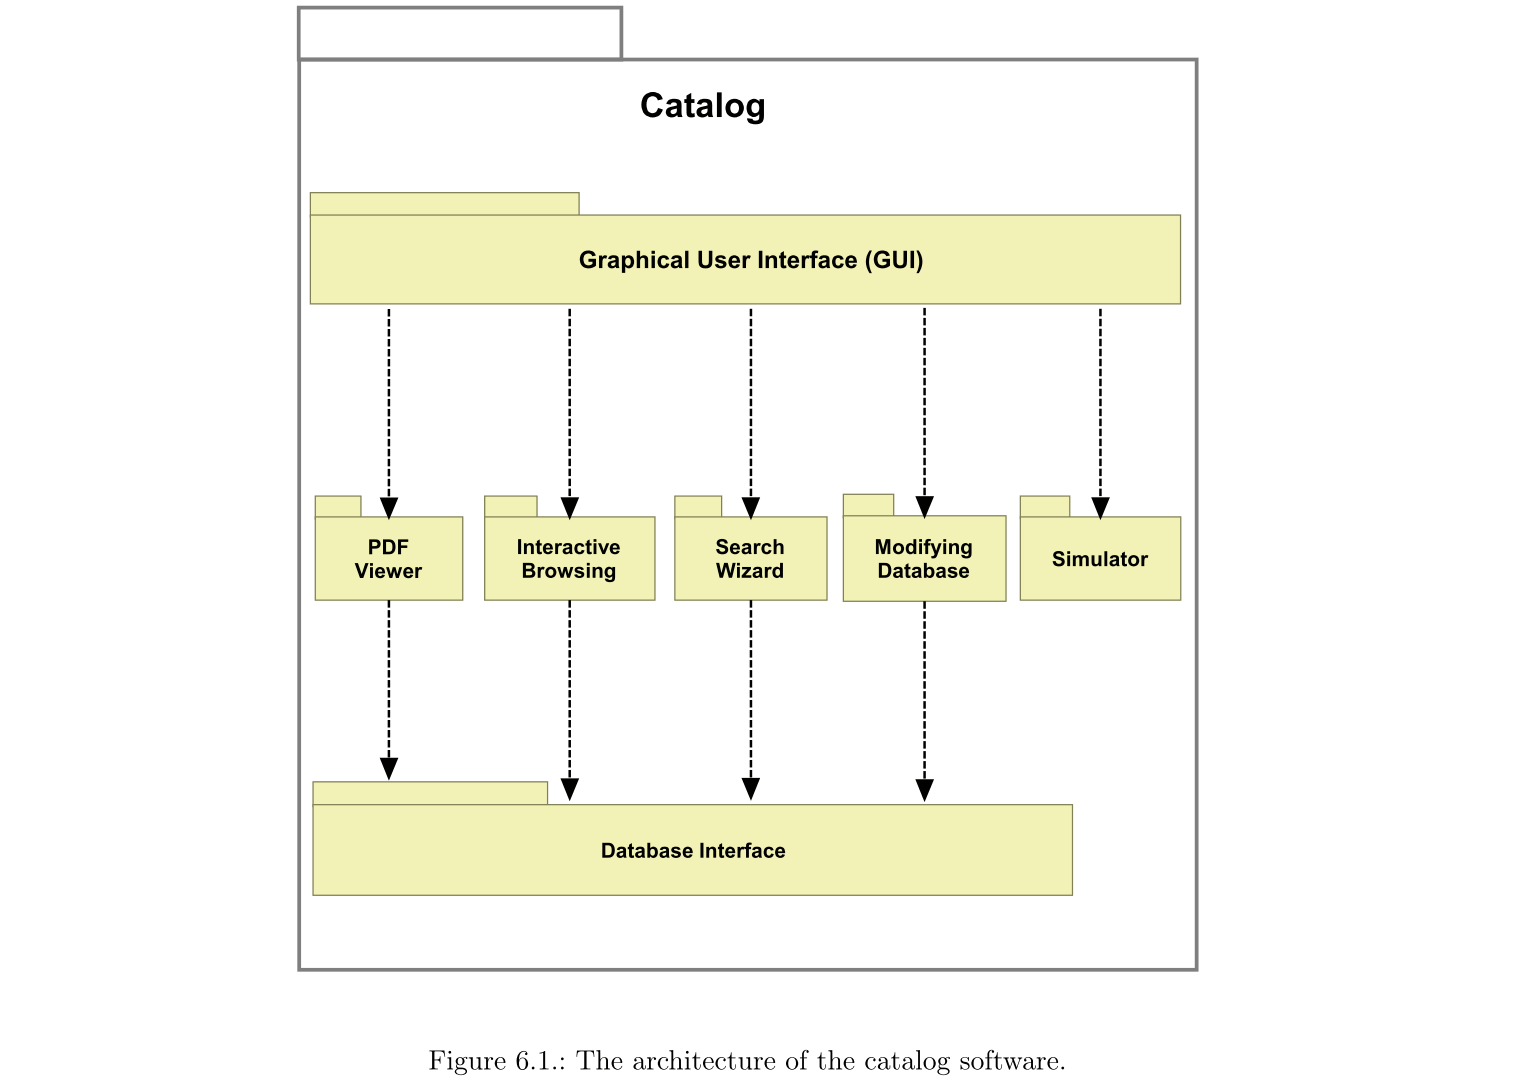 Catalog
Graphical User Interface (GUI)
PDF
Viewer
Interactive
Browsing
Search
Wizard
Modifying
Database
Simulator
Database Interface
Figure 6.1.: The architecture of the catalog software.